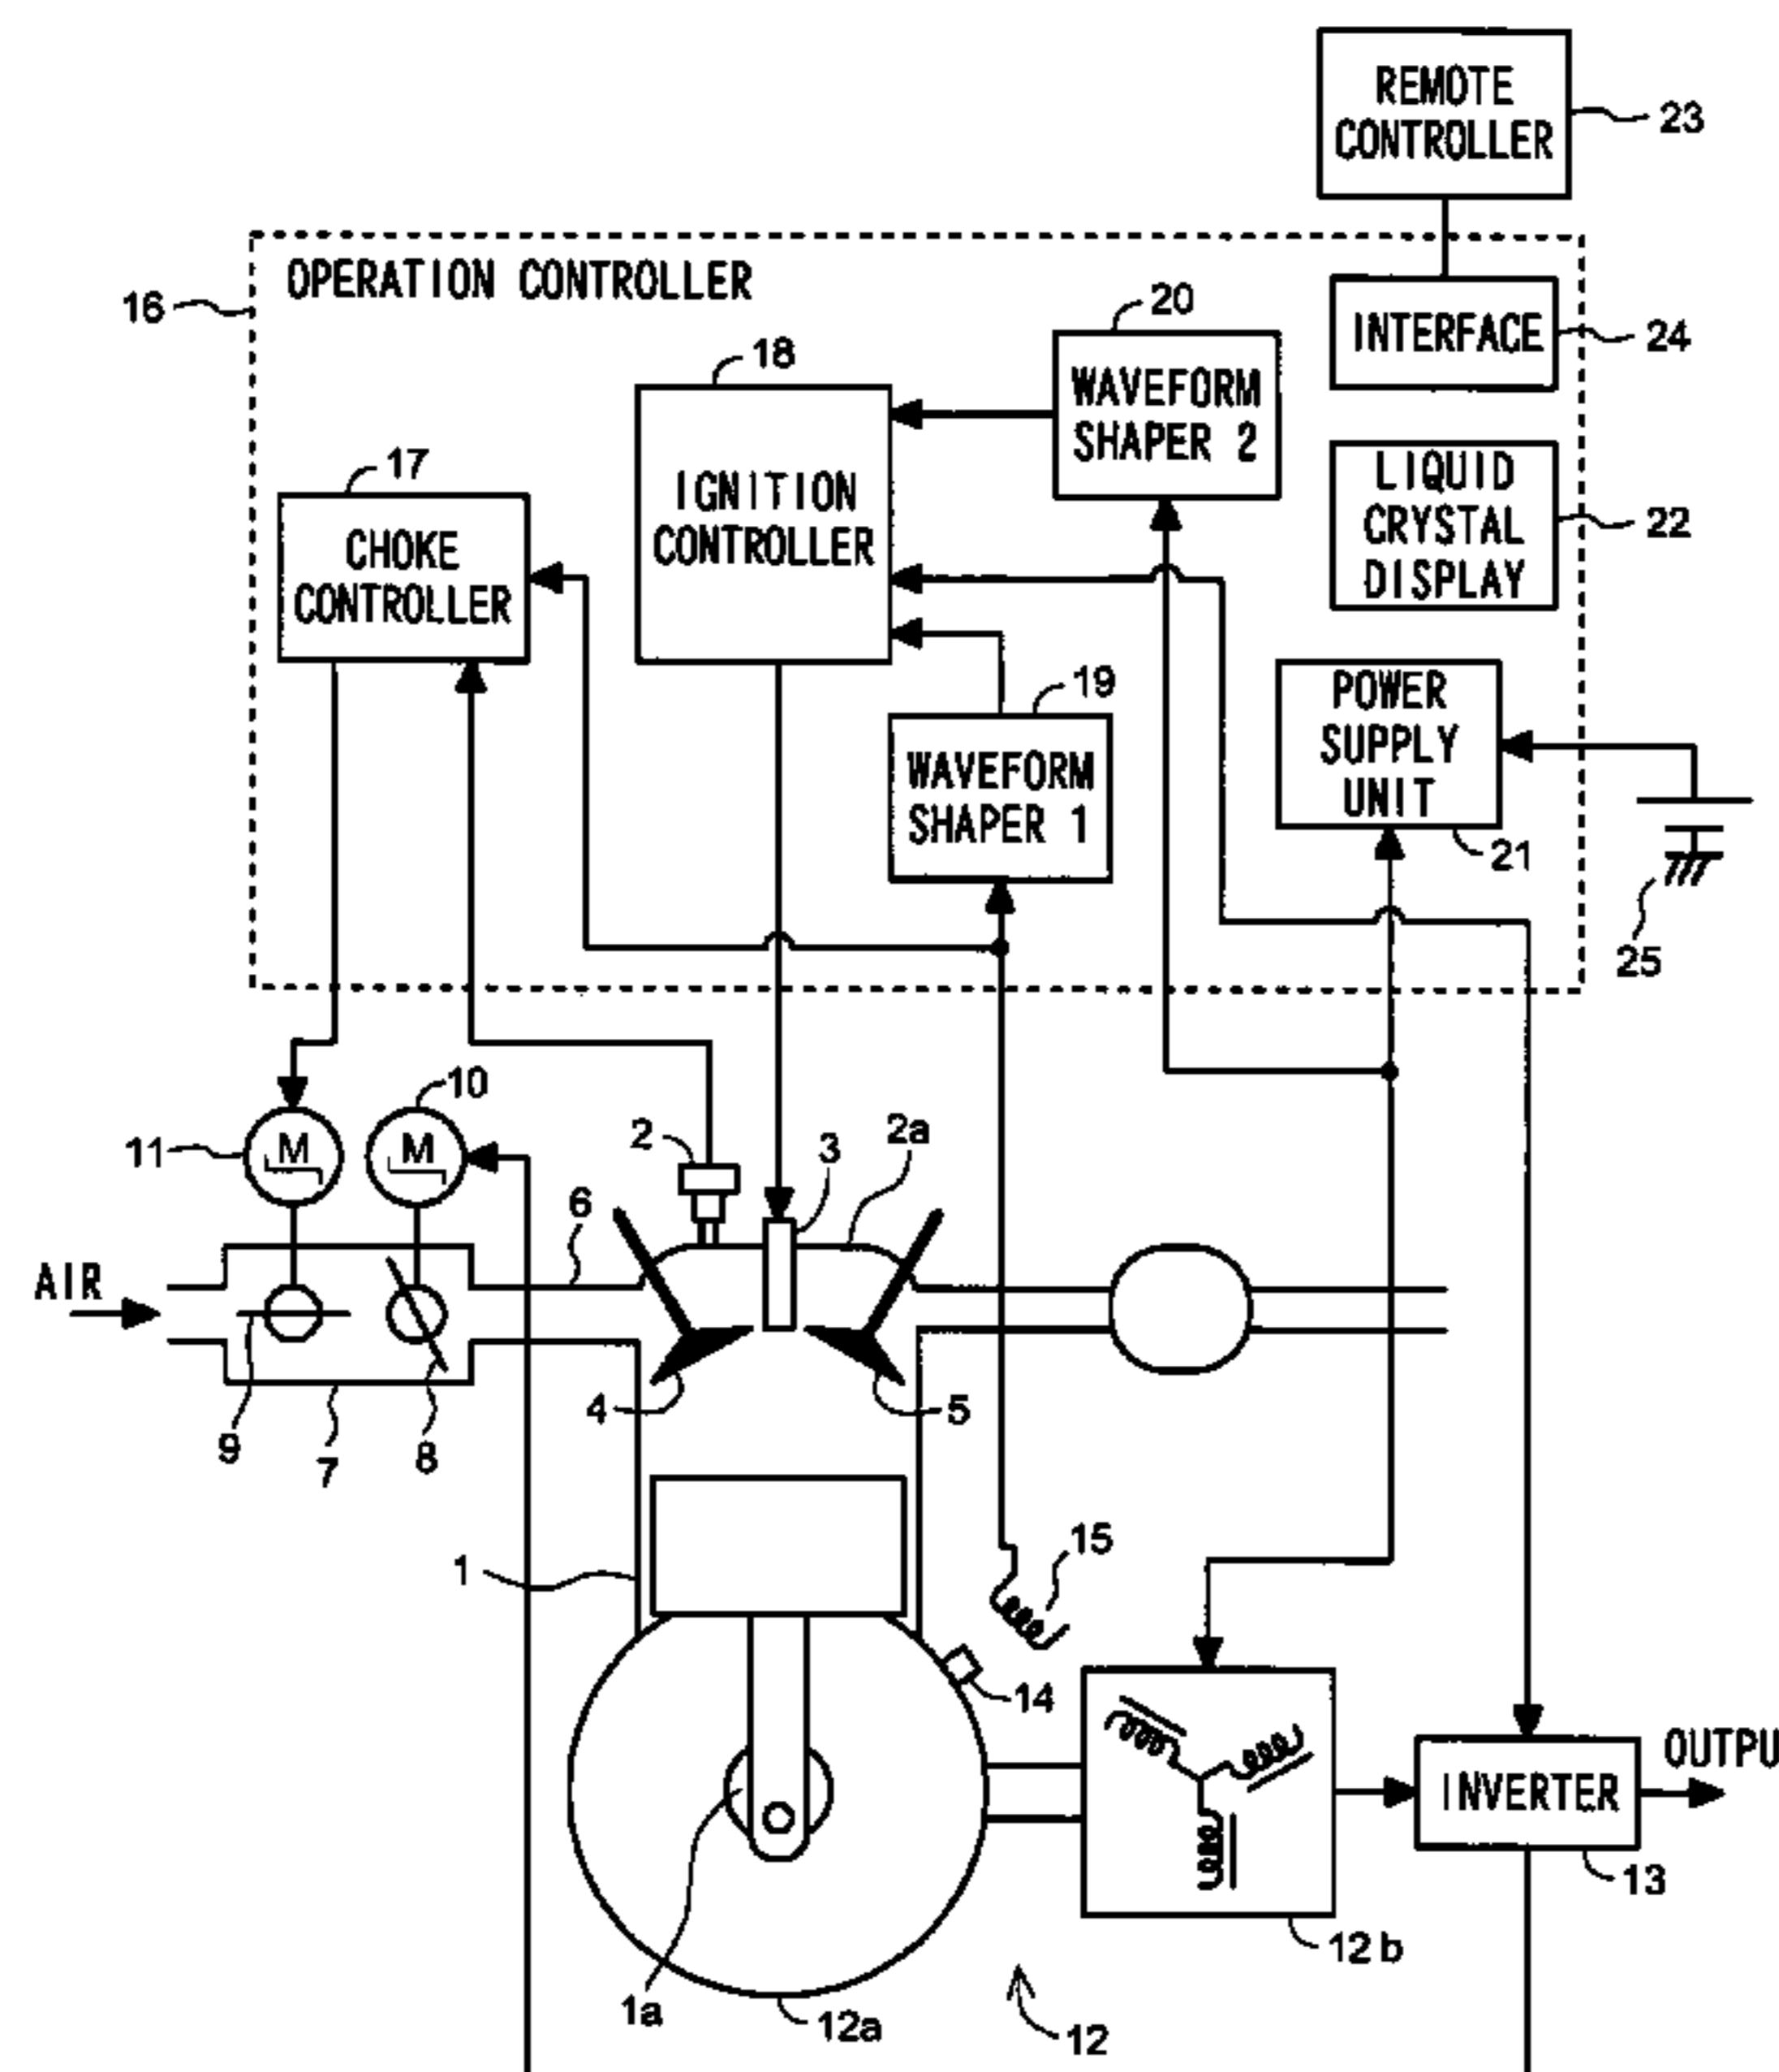 REMOTE
CONTROLLER
23
OPERATION CONTROLLER
16
INTERFACE
24
20
WAVEFORM
SHAPER 2
18
IGNITION
CONTROLLER
LIQUID
CRYSTAL
DISPLAY
22
17
CHOKE
CONTROLLER
19
WAVEFORM
SHAPER 1
POWER
SUPPLY
UNIT
21
25
10
11
M
M
2
3
2a
6
AIR
4
5
9
7
8
15
1
14
OUTPU
INVERTER
13
12b
1a
12a
12